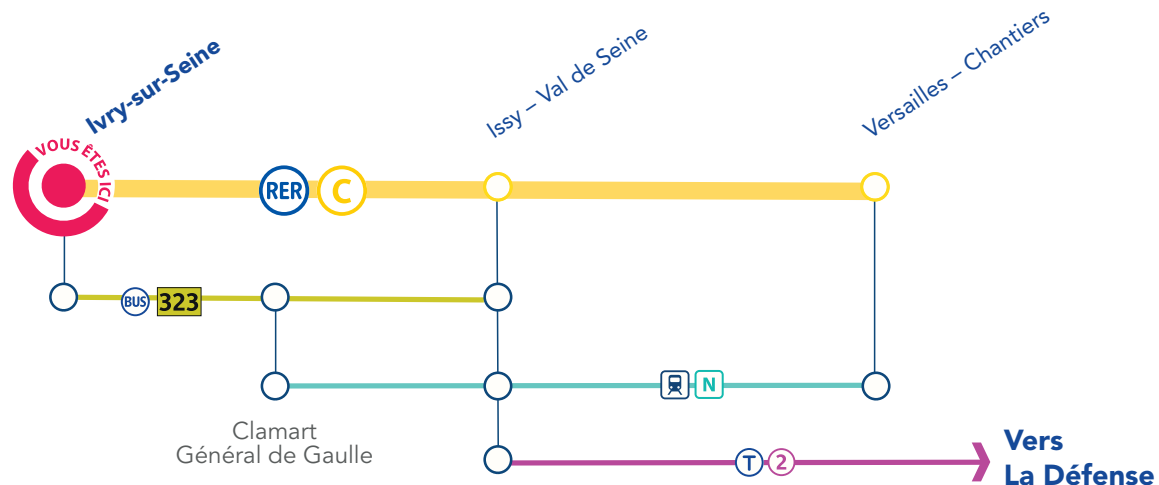 Ivry-sur-Seine
Issy – Val de Seine
Versailles – Chantiers
VOUS ÊTES ICI
RER C
BUS 323
N
Clamart
Général de Gaulle
T 2
Vers
La Défense